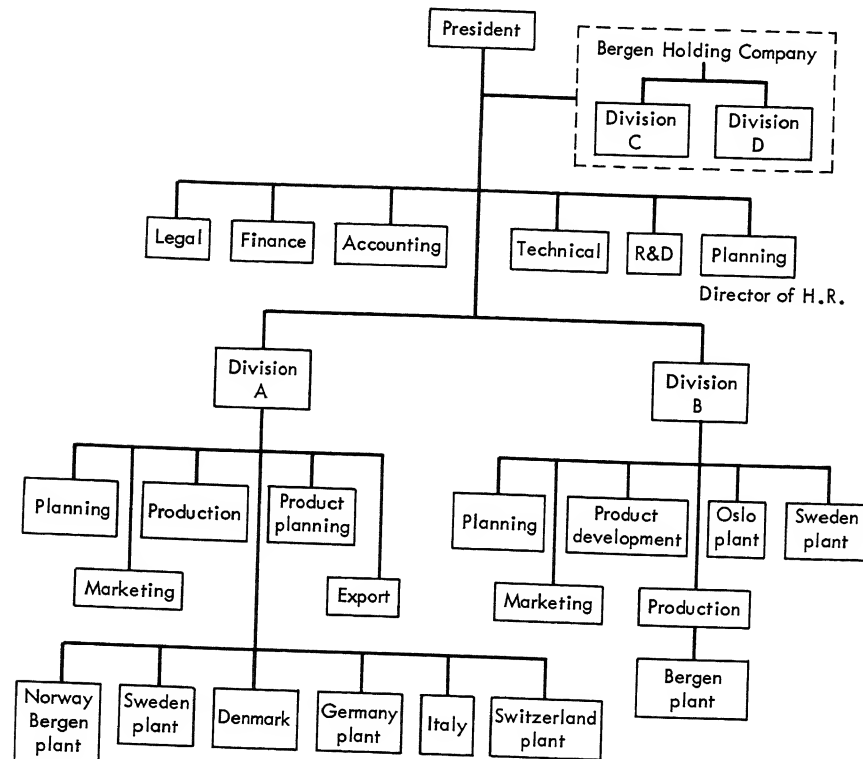 President
Bergen Holding Company
Division
C
Division
D
Legal
Finance
Accounting
Technical
R&D
Planning
Director of H.R.
Division
A
Division
B
Planning
Production
Product
planning
Marketing
Export
Planning
Product
development
Oslo
plant
Sweden
plant
Marketing
Production
Bergen
plant
Norway
Bergen
plant
Sweden
plant
Denmark
Germany
plant
Italy
Switzerland
plant